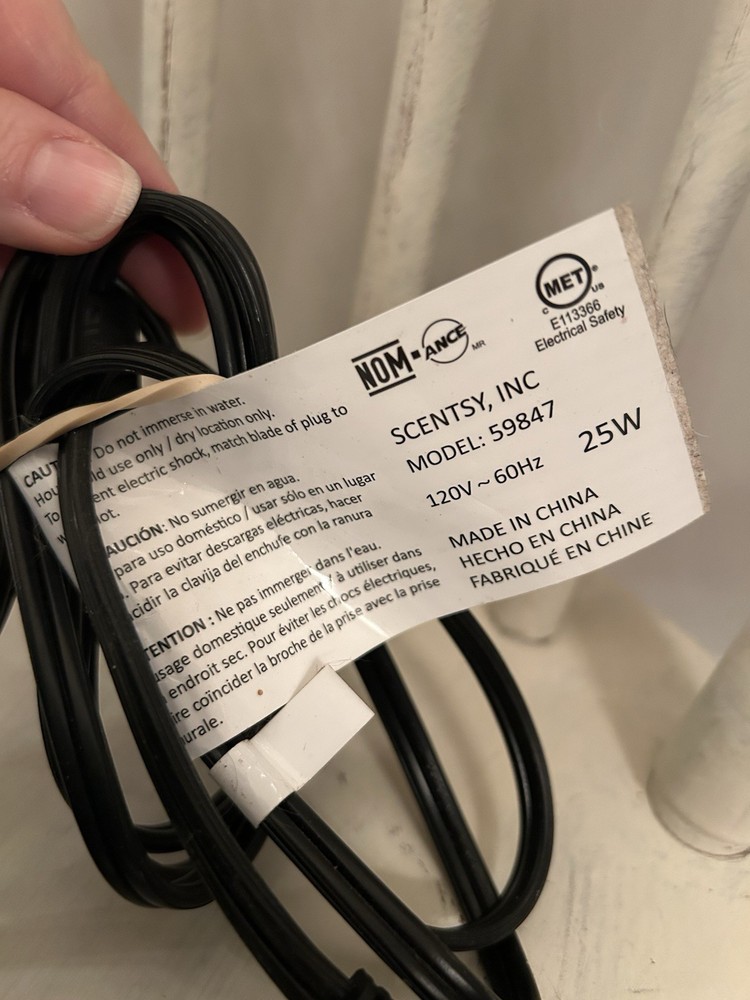 Do not immerse in water.
use only / dry location only.
electric shock, match blade of plug to
CAUCIÓN: No sumergir en agua.
para uso doméstico / usar sólo en un lugar
Para evitar descargas eléctricas, hacer
la clavija del enchufe con la ranura
TENTION : Ne pas immerger dans l'eau.
usage domestique seulement / à utiliser dans
endroit sec. Pour éviter les chocs électriques,
coïncider la broche de la prise avec la prise
murale.
NOM-ANCE MR
MET®
C US
E113366
Electrical Safety
SCENTSY, INC
MODEL: 59847
120V ~ 60Hz
25W
MADE IN CHINA
HECHO EN CHINA
FABRIQUÉ EN CHINE